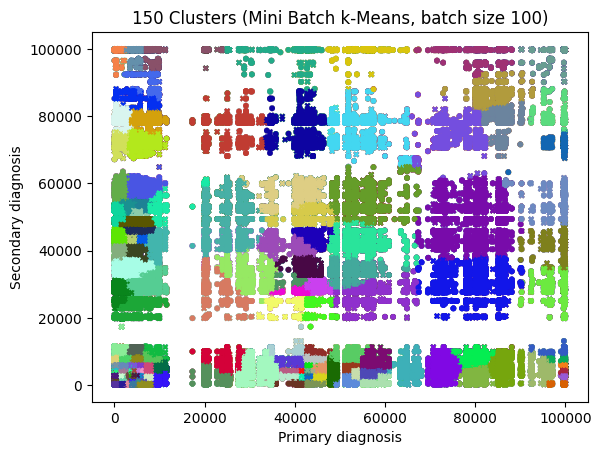 150 Clusters (Mini Batch k-Means, batch size 100)
100000
80000
60000
40000
20000
0
Secondary diagnosis
0 20000 40000 60000 80000 100000
Primary diagnosis